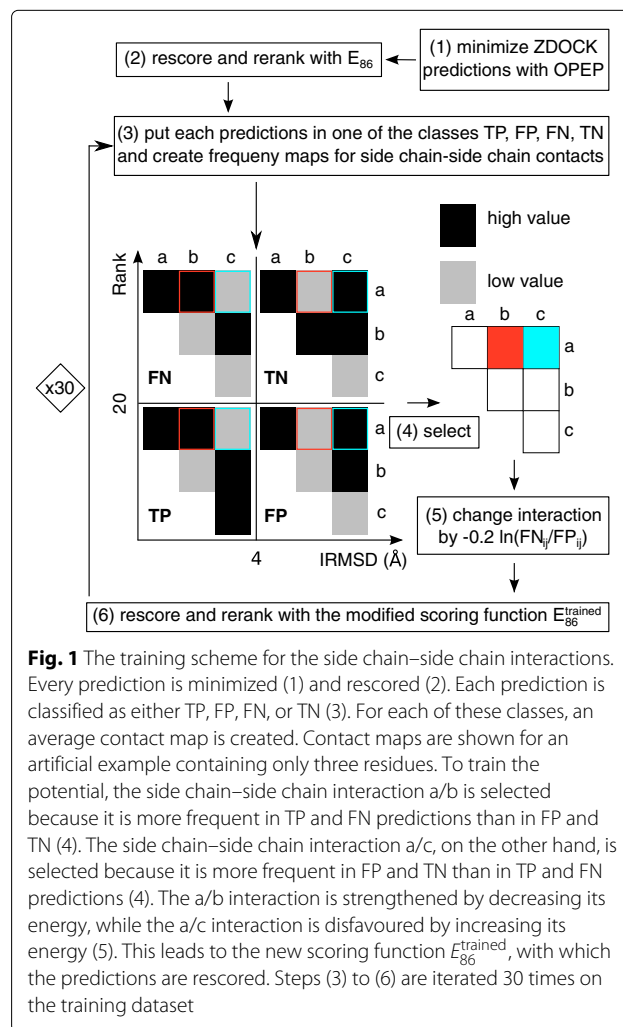 (1) minimize ZDOCK
predictions with OPEP
(2) rescore and rerank with E86
(3) put each predictions in one of the classes TP, FP, FN, TN
and create frequeny maps for side chain-side chain contacts
high value
low value
Rank
a b c
a b c
a
b
c
FN
TN
a b c
a
b
c
x30
20
(4) select
a
b
c
TP
FP
4
IRMSD (Å)
(5) change interaction
by -0.2 ln(FNij/FPij)
(6) rescore and rerank with the modified scoring function E86trained
Fig. 1 The training scheme for the side chain–side chain interactions.
Every prediction is minimized (1) and rescored (2). Each prediction is
classified as either TP, FP, FN, or TN (3). For each of these classes, an
average contact map is created. Contact maps are shown for an
artificial example containing only three residues. To train the
potential, the side chain–side chain interaction a/b is selected
because it is more frequent in TP and FN predictions than in FP and
TN (4). The side chain–side chain interaction a/c, on the other hand, is
selected because it is more frequent in FP and TN than in TP and FN
predictions (4). The a/b interaction is strengthened by decreasing its
energy, while the a/c interaction is disfavoured by increasing its
energy (5). This leads to the new scoring function E86trained, with which
the predictions are rescored. Steps (3) to (6) are iterated 30 times on
the training dataset